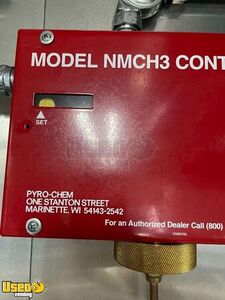 MODEL NMCH3 CONT
SET
PYRO-CHEM
ONE STANTON STREET
MARINETTE, WI 54143-2542
For an Authorized Dealer Call (800)
UsedVending